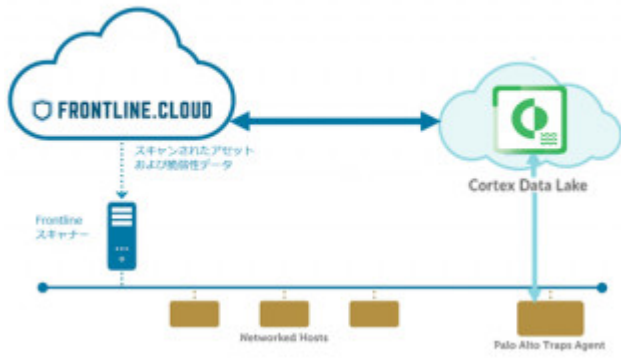 FRONTLINE.CLOUD
スキャンされたアセット
および脆弱性データ
Cortex Data Lake
Frontline
スキャナー
Networked Hosts
Palo Alto Traps Agent